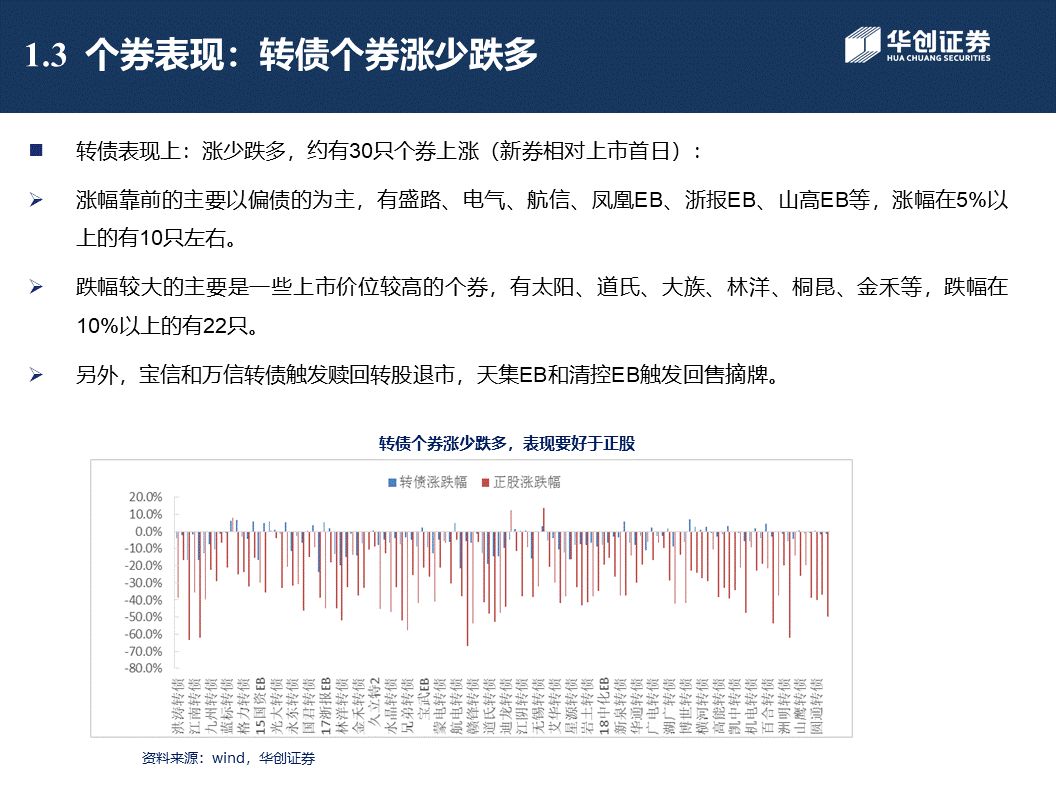 1.3 个券表现：转债个券涨少跌多
华创证券
HUA CHUANG SECURITIES
转债表现上：涨少跌多，约有30只个券上涨（新券相对上市首日）：
涨幅靠前的主要以偏债的为主，有盛路、电气、航信、凤凰EB、浙报EB、山高EB等，涨幅在5%以
上的有10只左右。
跌幅较大的主要是一些上市价位较高的个券，有太阳、道氏、大族、林洋、桐昆、金禾等，跌幅在
10%以上的有22只。
另外，宝信和万信转债触发赎回转股退市，天集EB和清控EB触发回售摘牌。
转债个券涨少跌多，表现要好于正股
转债涨跌幅 正股涨跌幅
20.0%
10.0%
0.0%
-10.0%
-20.0%
-30.0%
-40.0%
-50.0%
-60.0%
-70.0%
-80.0%
洪涛转债
江南转债
九州转债
蓝标转债
格力转债
15国资EB
光大转债
永东转债
国君转债
17浙报EB
林洋转债
金禾转债
久立转2
水晶转债
兄弟转债
宝武EB
蒙电转债
航电转债
赣锋转债
道氏转债
迪龙转债
江阴转债
无锡转债
艾华转债
星源转债
岩土转债
18中化EB
新泉转债
华通转债
广电转债
湖广转债
博世转债
横河转债
高能转债
凯中转债
机电转债
百合转债
洲明转债
山鹰转债
圆通转债
资料来源：wind，华创证券